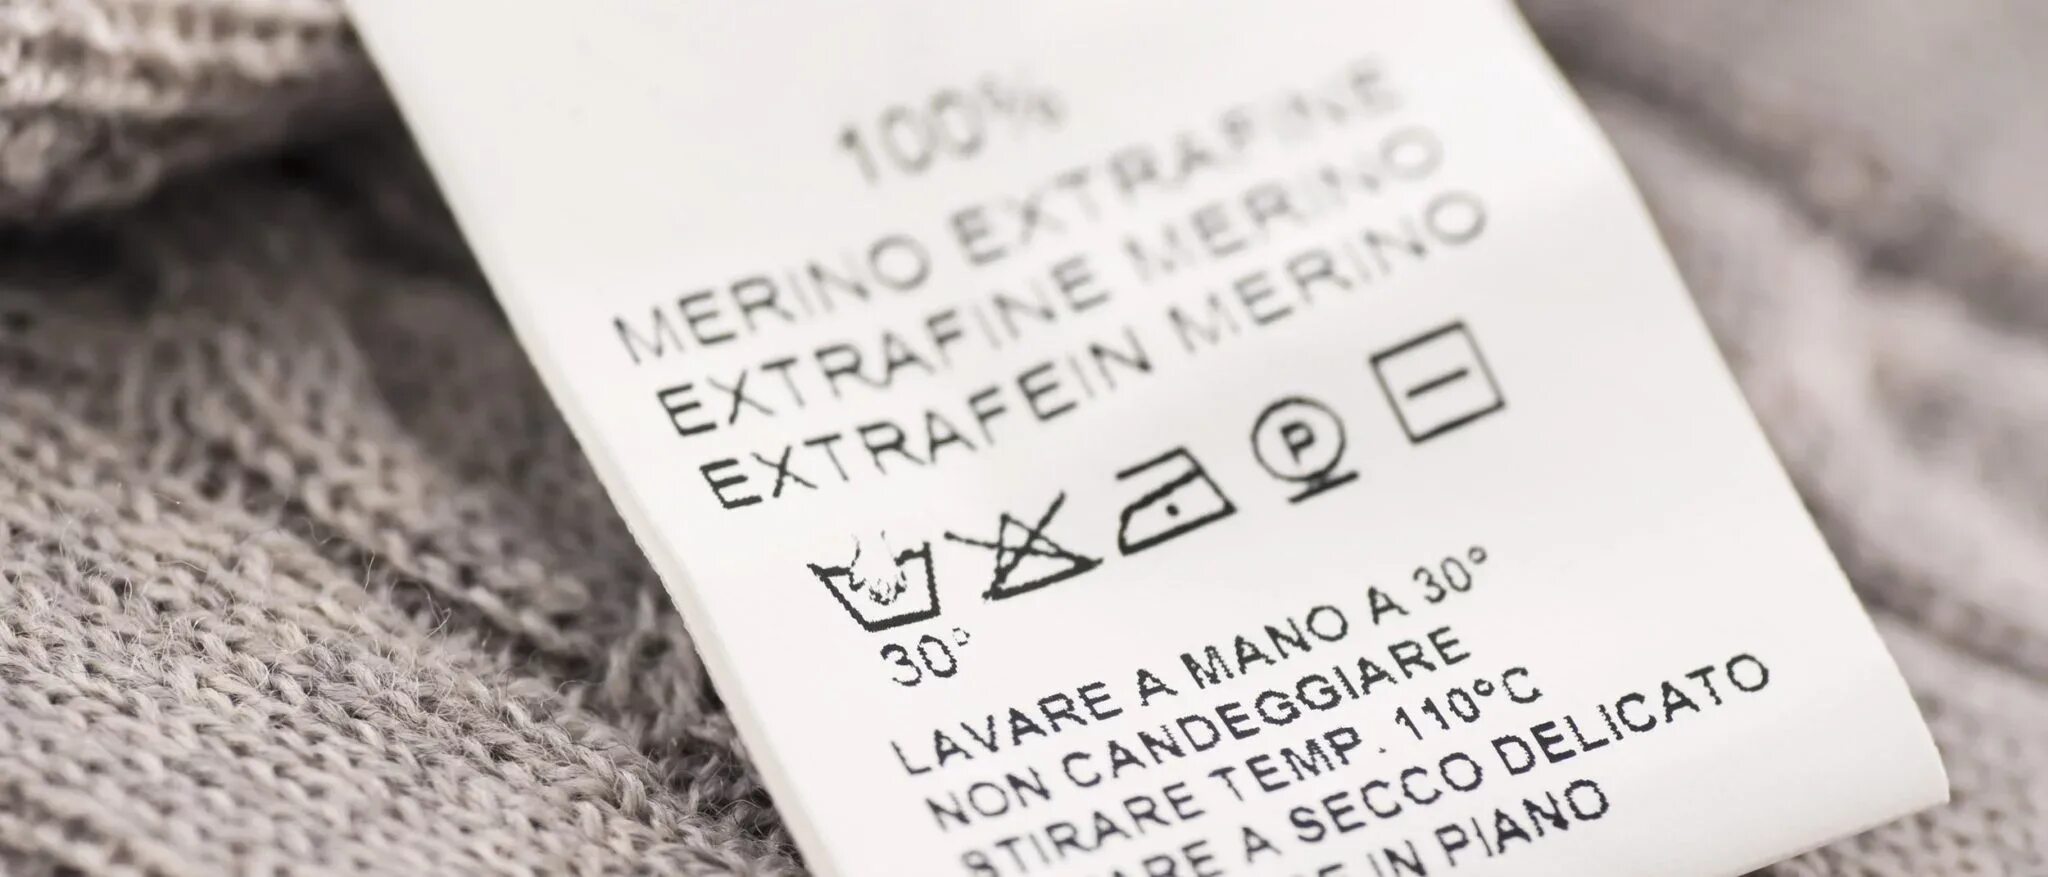 100%
MERINO EXTRAFINE
EXTRAFINE MERINO
EXTRAFEIN MERINO
P
30°
LAVARE A MANO A 30°
NON CANDEGGIARE
STIRARE TEMP. 110°C
A SECCO DELICATO
IN PIANO